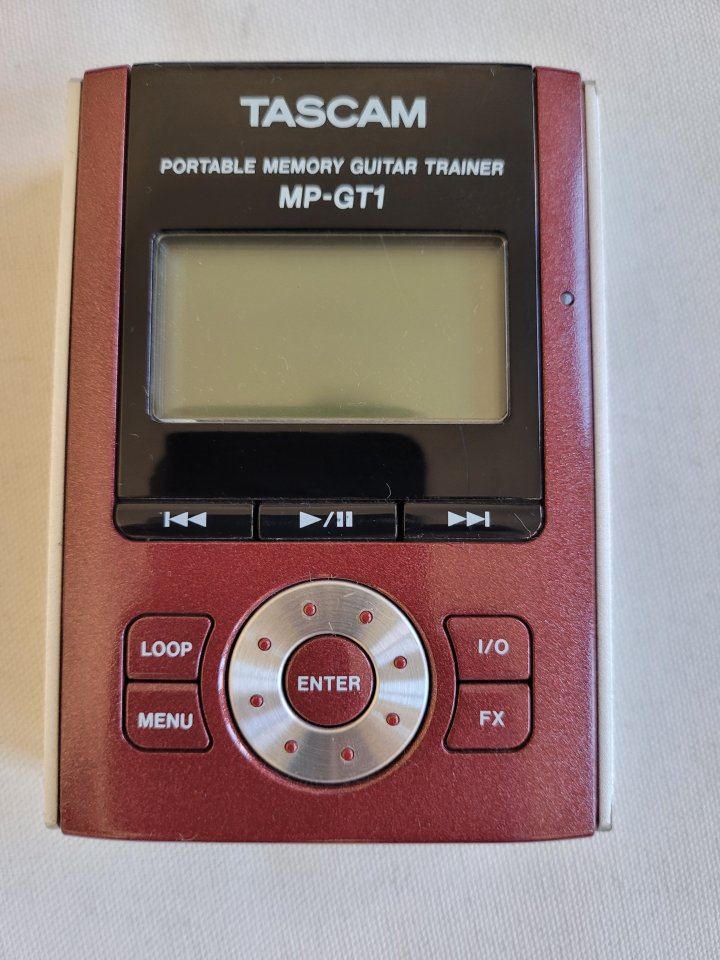 TASCAM
PORTABLE MEMORY GUITAR TRAINER
MP-GT1
LOOP
I/O
ENTER
MENU
FX